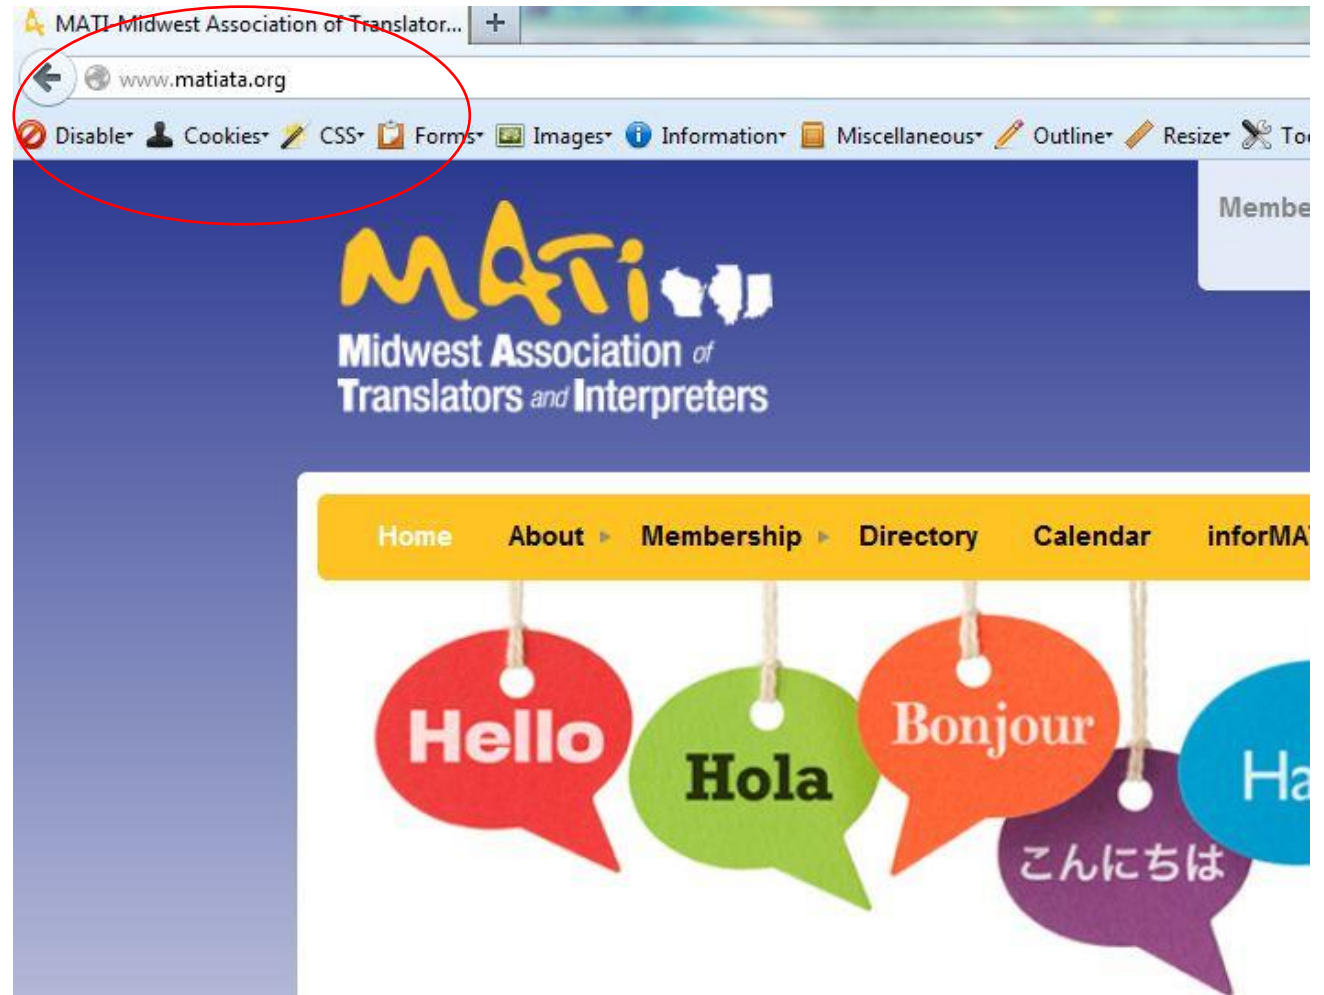 MATI-Midwest Association of Translator...
www.matiata.org
Disable Cookies CSS Forms Images Information Miscellaneous Outline Resize
Membe
MATi
Midwest Association of
Translators and Interpreters
Home About Membership Directory Calendar inforMA
Hello
Hola
Bonjour
こんにちは
Ha